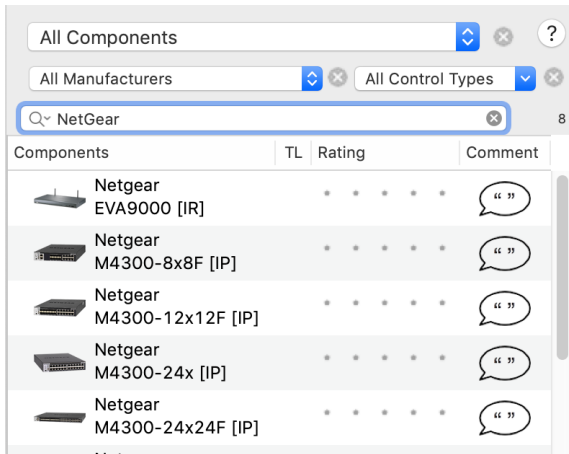 All Components
?
All Manufacturers
All Control Types
NetGear
8
Components TL Rating Comment
Netgear
EVA9000 [IR]
“ ”
Netgear
M4300-8x8F [IP]
“ ”
Netgear
M4300-12x12F [IP]
“ ”
Netgear
M4300-24x [IP]
“ ”
Netgear
M4300-24x24F [IP]
“ ”